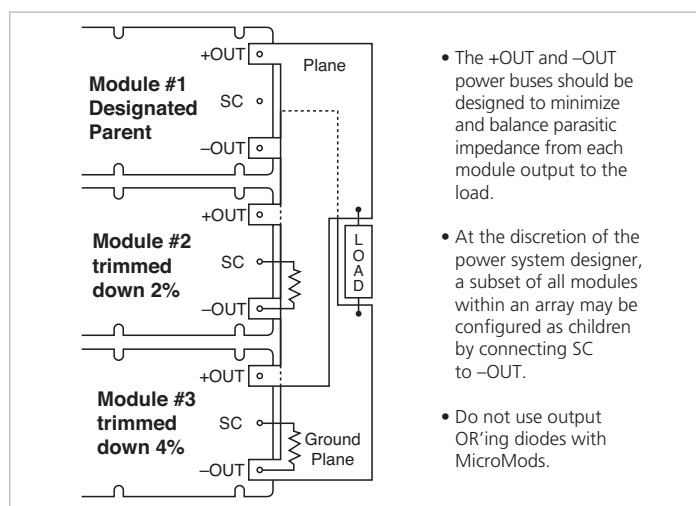 +OUT
Plane
Module #1
Designated
Parent
SC
–OUT
+OUT
Module #2
trimmed
down 2%
SC
–OUT
LOAD
+OUT
Module #3
trimmed
down 4%
SC
Ground
Plane
–OUT
• The +OUT and –OUT
power buses should be
designed to minimize
and balance parasitic
impedance from each
module output to the
load.
• At the discretion of the
power system designer,
a subset of all modules
within an array may be
configured as children
by connecting SC
to –OUT.
• Do not use output
OR’ing diodes with
MicroMods.